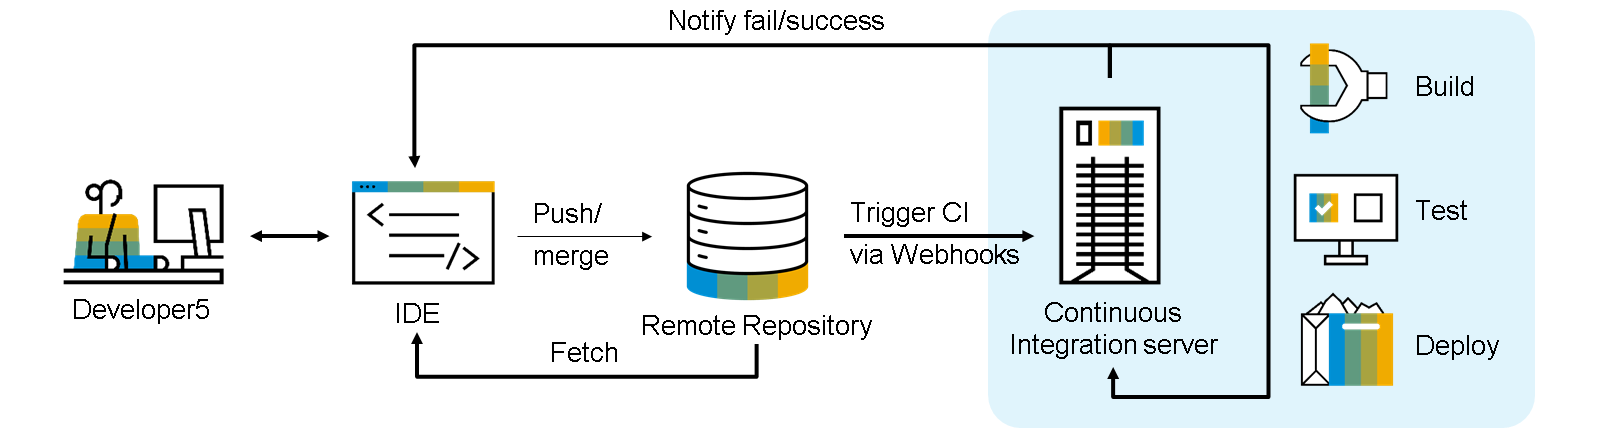 Notify fail/success
Build
Push/
merge
Trigger CI
via Webhooks
Test
Developer5
IDE
Remote Repository
Continuous
Integration server
Fetch
Deploy